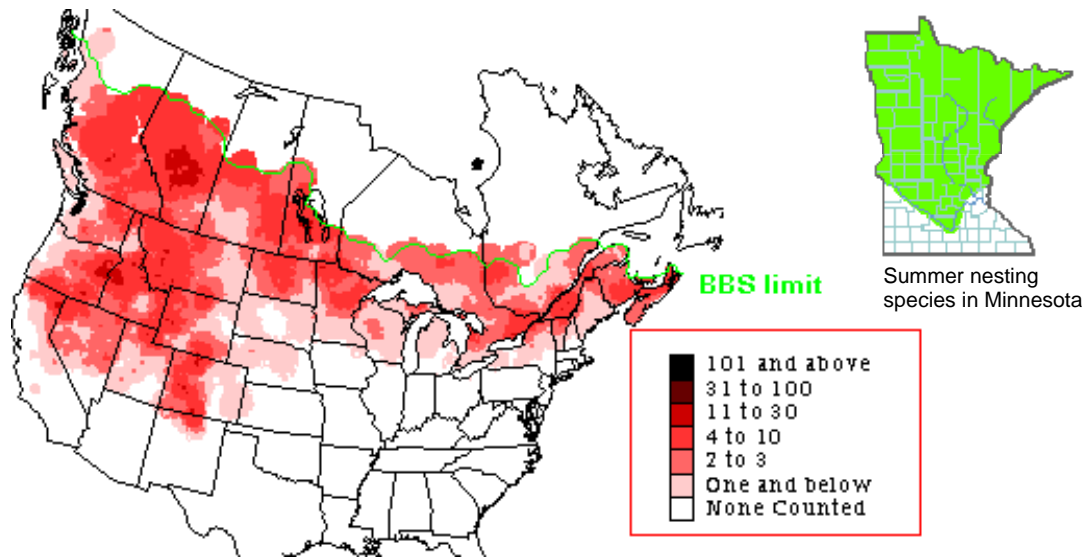 BBS limit
Summer nesting
species in Minnesota
101 and above
31 to 100
11 to 30
4 to 10
2 to 3
One and below
None Counted